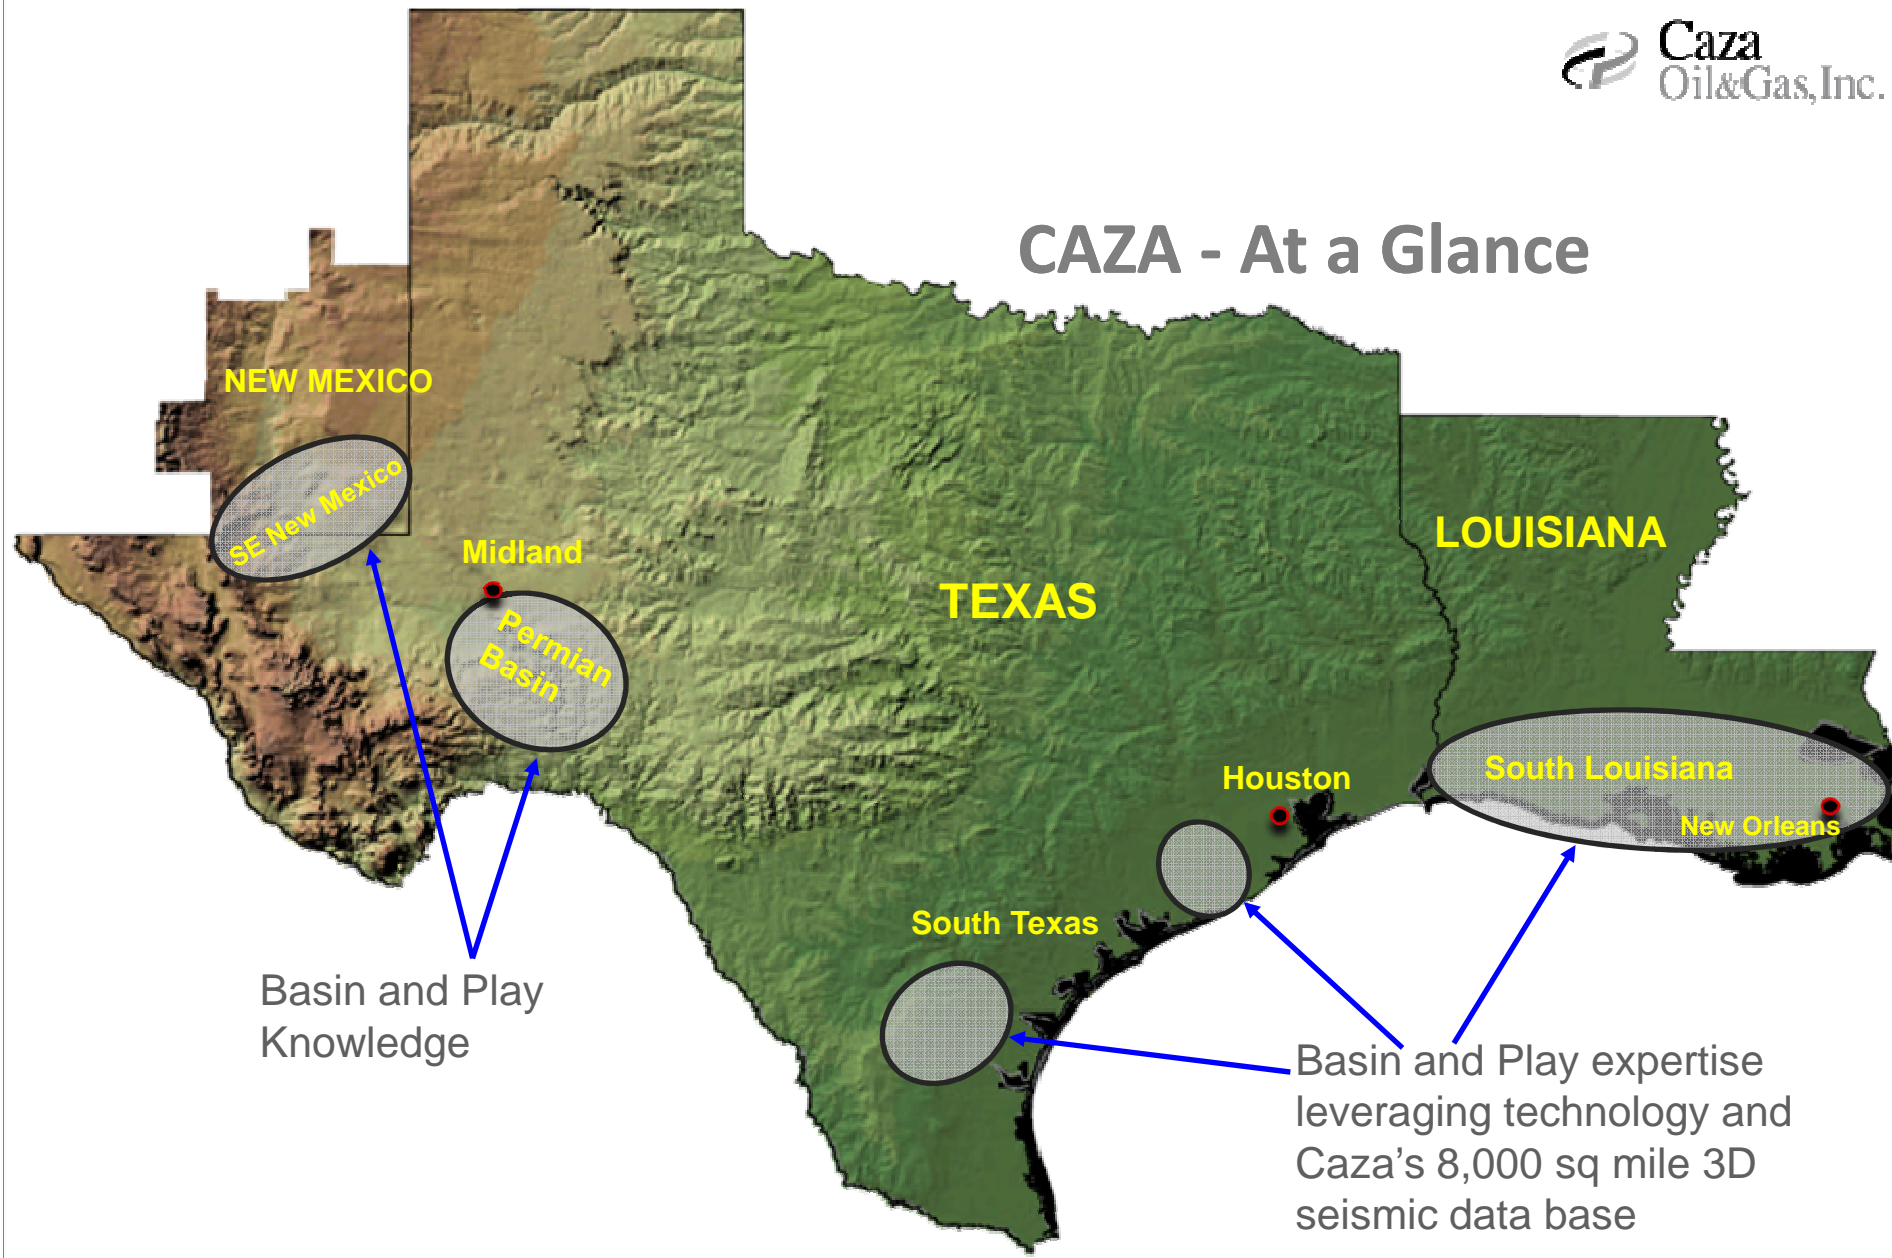 Caza
Oil&Gas,Inc.
CAZA - At a Glance
NEW MEXICO
SE New Mexico
Midland
Permian
Basin
TEXAS
LOUISIANA
Houston
South Louisiana
New Orleans
South Texas
Basin and Play
Knowledge
Basin and Play expertise
leveraging technology and
Caza’s 8,000 sq mile 3D
seismic data base